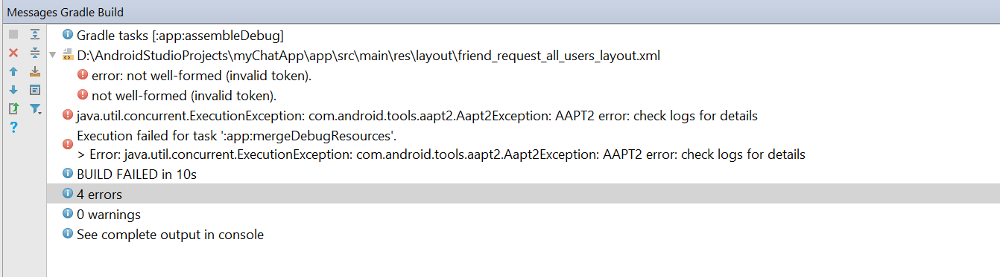 Messages Gradle Build
Gradle tasks [:app:assembleDebug]
D:\AndroidStudioProjects\myChatApp\app\src\main\res\layout\friend_request_all_users_layout.xml
error: not well-formed (invalid token).
not well-formed (invalid token).
java.util.concurrent.ExecutionException: com.android.tools.aapt2.Aapt2Exception: AAPT2 error: check logs for details
Execution failed for task ':app:mergeDebugResources'.
> Error: java.util.concurrent.ExecutionException: com.android.tools.aapt2.Aapt2Exception: AAPT2 error: check logs for details
BUILD FAILED in 10s
4 errors
0 warnings
See complete output in console